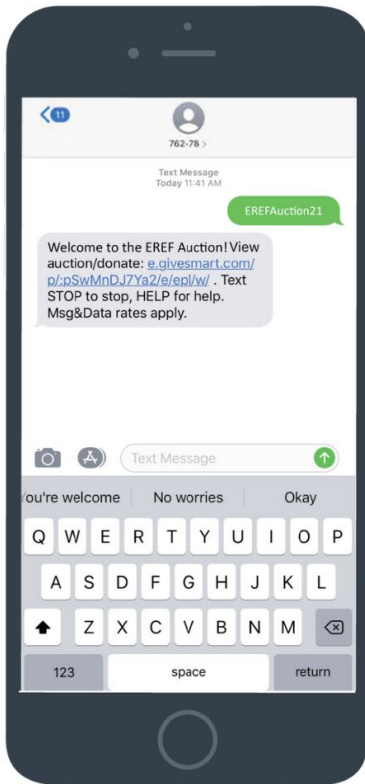 11
762-78 >
Text Message
Today 11:41 AM
EREFAuction21
Welcome to the EREF Auction! View
auction/donate: e.givesmart.com/
p/:pSwMnDJ7Ya2/e/epl/w/ . Text
STOP to stop, HELP for help.
Msg&Data rates apply.
Text Message
ou're welcome No worries Okay
Q W E R T Y U I O P
A S D F G H J K L
Z X C V B N M
123 space return